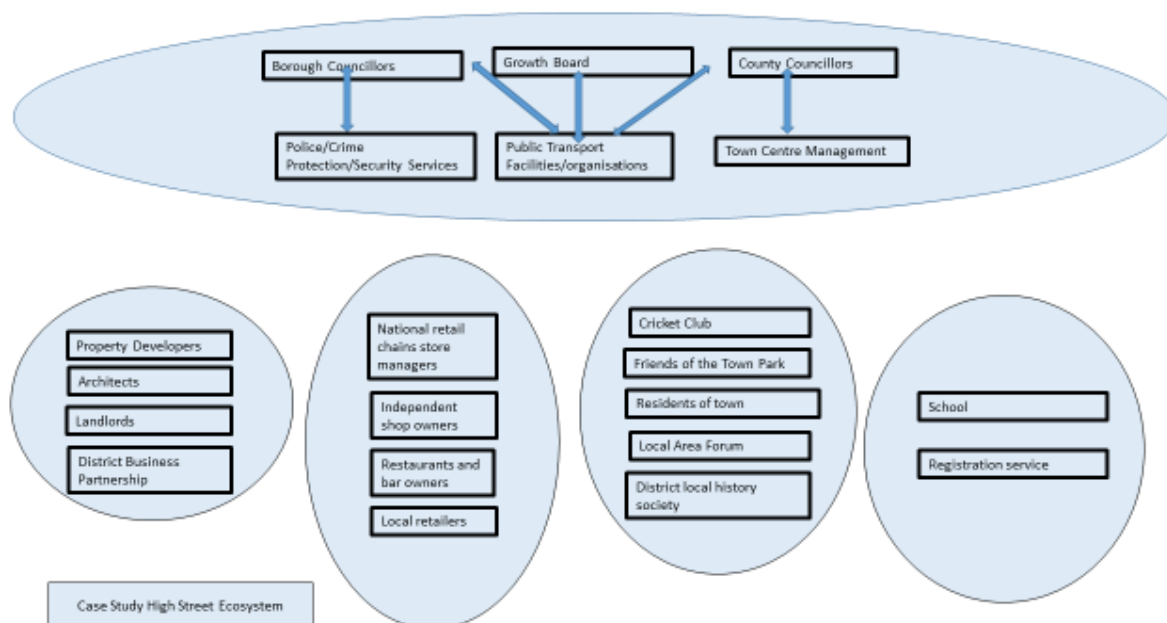 Borough Councillors
Growth Board
County Councillors
Police/Crime
Protection/Security Services
Public Transport
Facilities/organisations
Town Centre Management
Property Developers
Architects
Landlords
District Business
Partnership
National retail
chains store
managers
Independent
shop owners
Restaurants and
bar owners
Local retailers
Cricket Club
Friends of the Town Park
Residents of town
Local Area Forum
District local history
society
School
Registration service
Case Study High Street Ecosystem